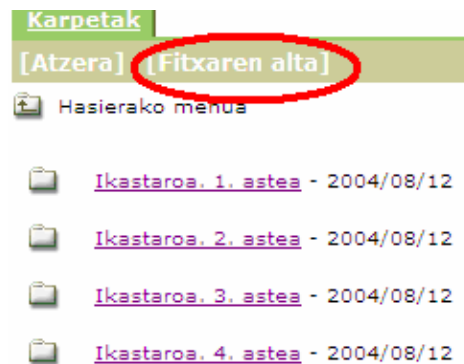 Karpetak
[Atzera] [Fitxaren alta]
Hasierako menua
Ikastaroa. 1. astea - 2004/08/12
Ikastaroa. 2. astea - 2004/08/12
Ikastaroa. 3. astea - 2004/08/12
Ikastaroa. 4. astea - 2004/08/12